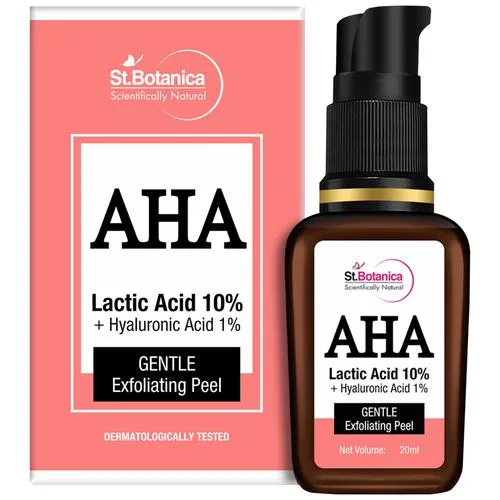 St.Botanica
Scientifically Natural
AHA
Lactic Acid 10%
+ Hyaluronic Acid 1%
GENTLE
Exfoliating Peel
DERMATOLOGICALLY TESTED
St.Botanica
Scientifically Natural
AHA
Lactic Acid 10%
+ Hyaluronic Acid 1%
GENTLE
Exfoliating Peel
Net Volume: 20ml